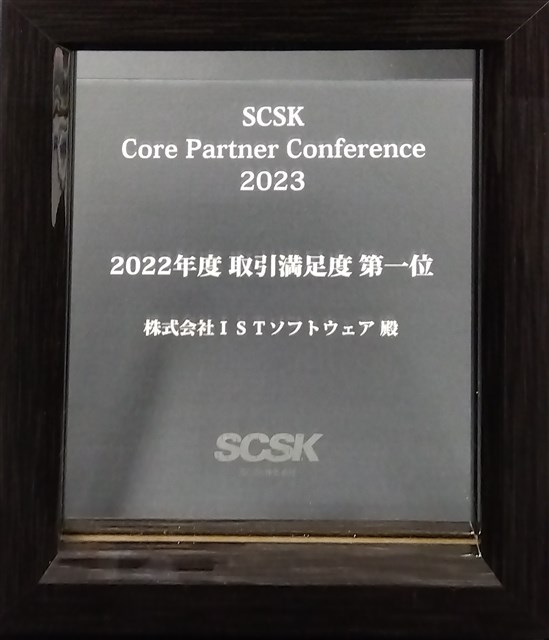 SCSK
Core Partner Conference
2023
2022年度 取引満足度 第一位
株式会社ＩＳＴソフトウェア 殿
SCSK